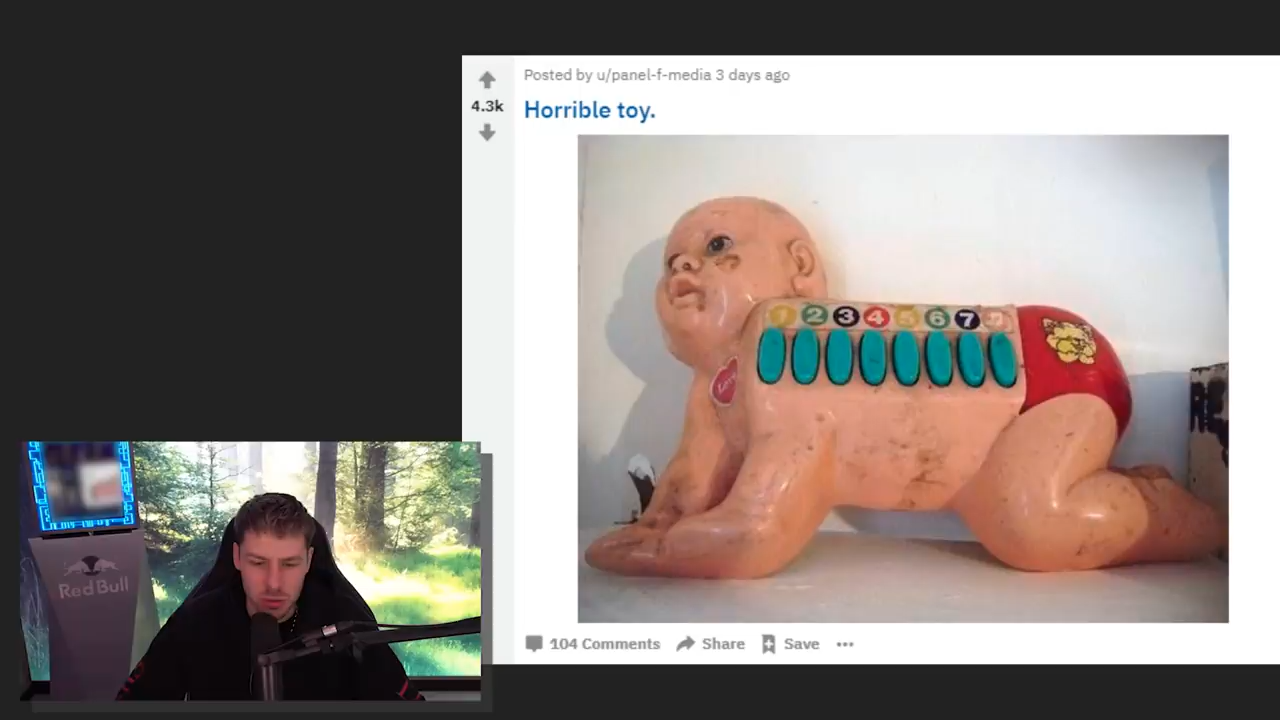 Posted by u/panel-f-media 3 days ago
4.3k
Horrible toy.
1 2 3 4 5 6 7
Love
Red Bull
104 Comments Share Save